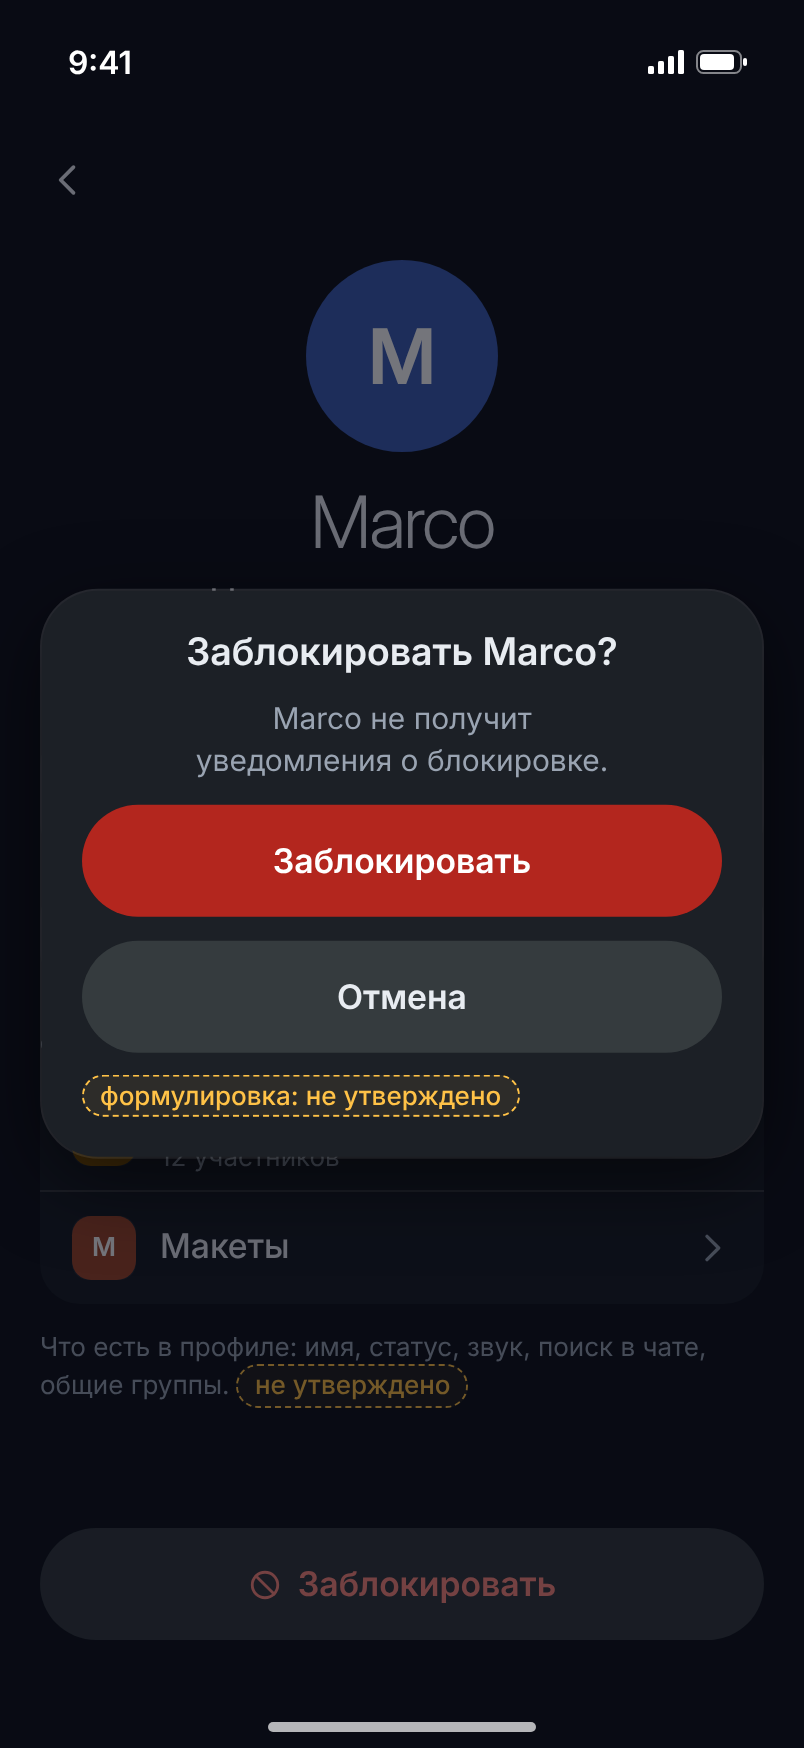 9:41
M
Marco
Заблокировать Marco?
Marco не получит
уведомления о блокировке.
Заблокировать
Отмена
формулировка: не утверждено
12 участников
M
Макеты
Что есть в профиле: имя, статус, звук, поиск в чате,
общие группы. не утверждено
Заблокировать